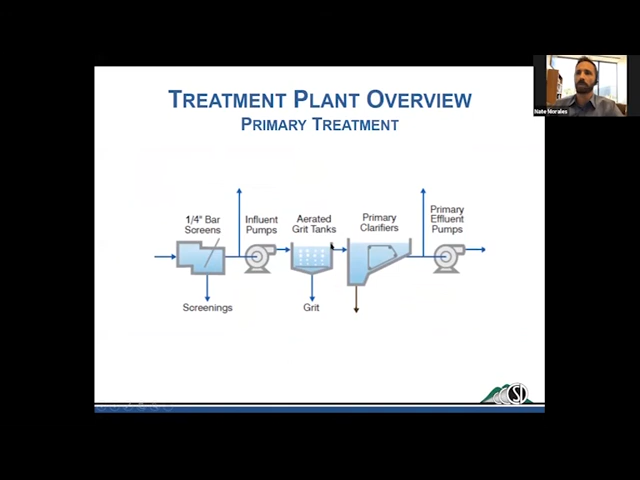 TREATMENT PLANT OVERVIEW
PRIMARY TREATMENT
Nate Morales
1/4" Bar
Screens
Influent
Pumps
Aerated
Grit Tanks
Primary
Clarifiers
Primary
Effluent
Pumps
Screenings
Grit